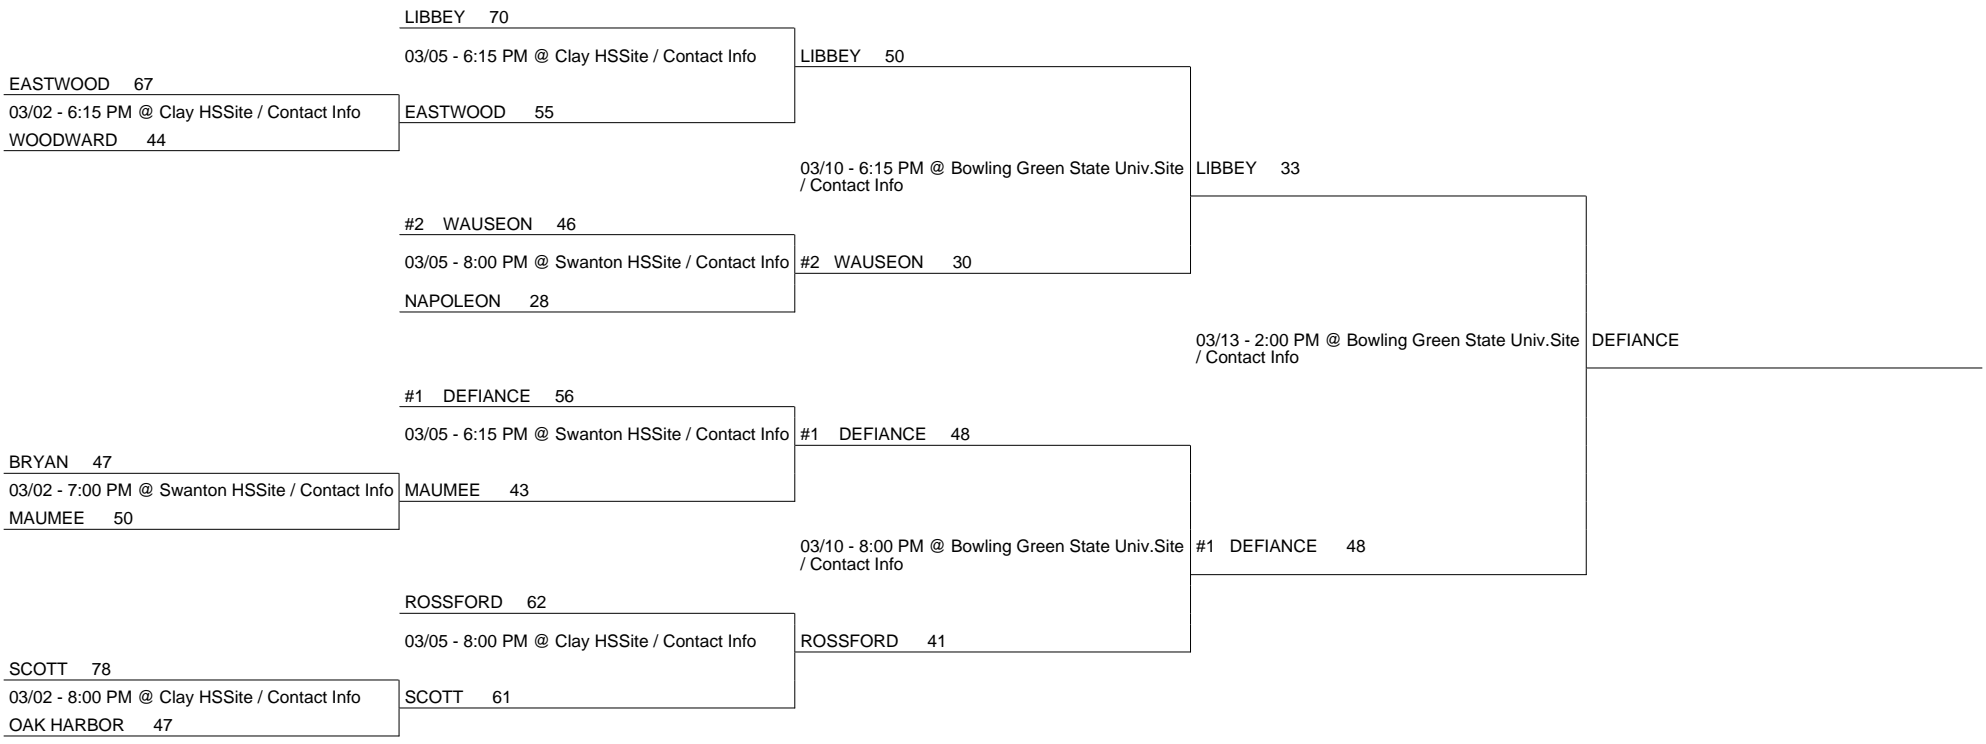 LIBBEY 70
03/05 - 6:15 PM @ Clay HSSite / Contact Info
LIBBEY 50
EASTWOOD 67
03/02 - 6:15 PM @ Clay HSSite / Contact Info
EASTWOOD 55
WOODWARD 44
03/10 - 6:15 PM @ Bowling Green State Univ.Site
/ Contact Info
LIBBEY 33
#2 WAUSEON 46
03/05 - 8:00 PM @ Swanton HSSite / Contact Info
#2 WAUSEON 30
NAPOLEON 28
03/13 - 2:00 PM @ Bowling Green State Univ.Site
/ Contact Info
DEFIANCE
#1 DEFIANCE 56
03/05 - 6:15 PM @ Swanton HSSite / Contact Info
#1 DEFIANCE 48
BRYAN 47
03/02 - 7:00 PM @ Swanton HSSite / Contact Info
MAUMEE 43
MAUMEE 50
03/10 - 8:00 PM @ Bowling Green State Univ.Site
/ Contact Info
#1 DEFIANCE 48
ROSSFORD 62
03/05 - 8:00 PM @ Clay HSSite / Contact Info
ROSSFORD 41
SCOTT 78
03/02 - 8:00 PM @ Clay HSSite / Contact Info
SCOTT 61
OAK HARBOR 47